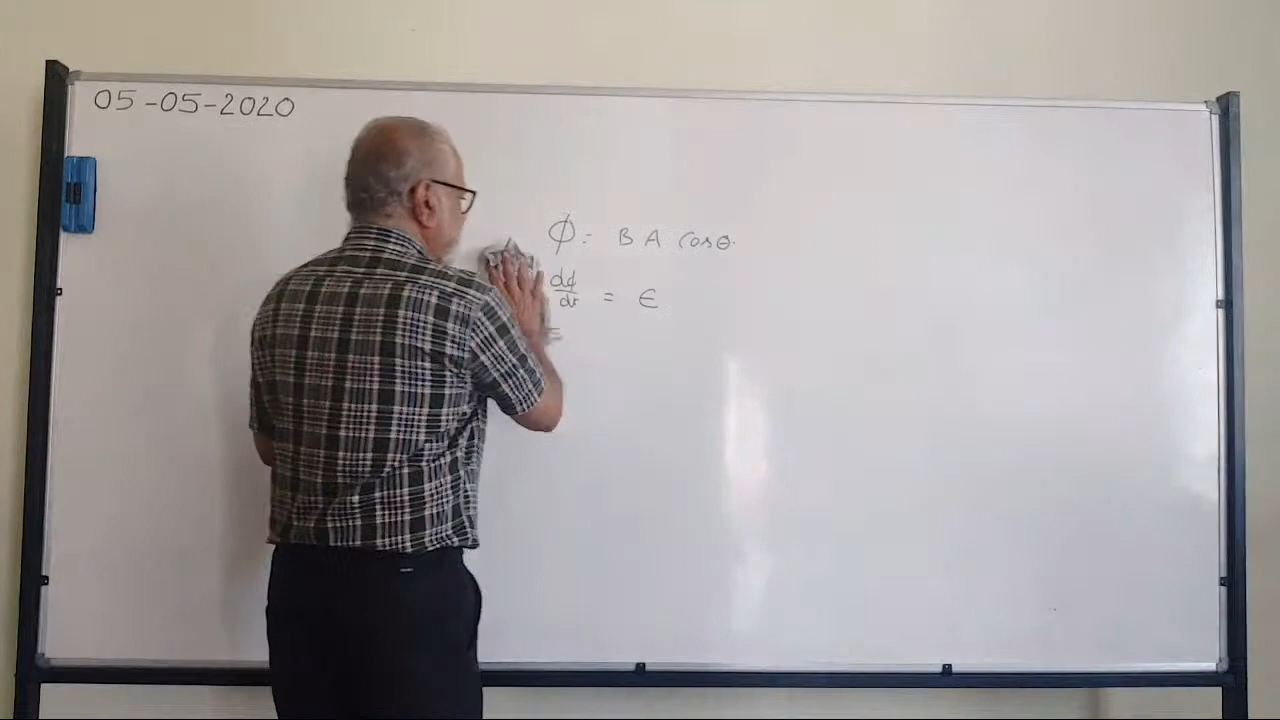 05-05-2020
ϕ = B A cosθ.
dϕ/dt = ϵ
=